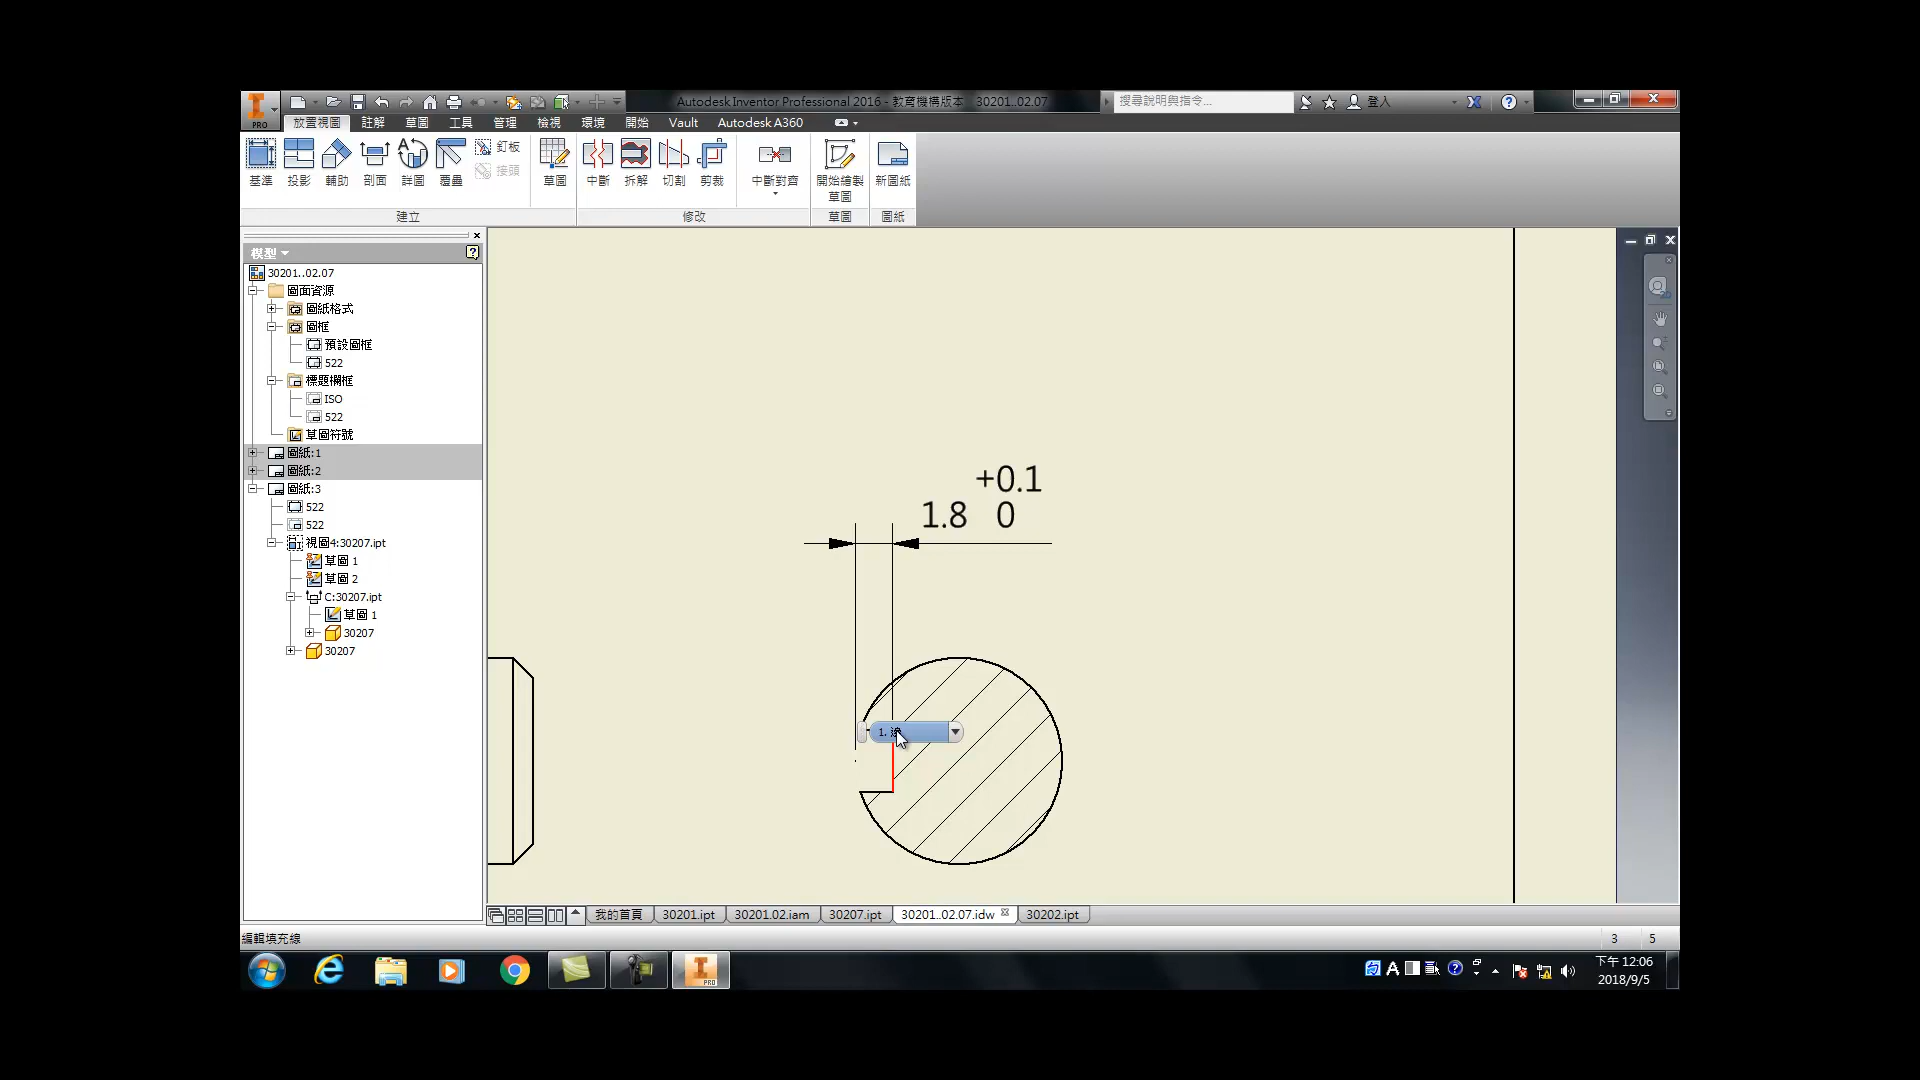 Autodesk Inventor Professional 2016 - 教育機構版本 30201..02.07
搜尋說明與指令...
登入
PRO
放置視圖 註解 草圖 工具 管理 檢視 環境 開始 Vault Autodesk A360
基準 投影 輔助 剖面 詳圖 覆疊
釘板
接頭
草圖
中斷 拆解 切割 剪裁
中斷對齊
開始繪製
草圖
新圖紙
建立 修改 草圖 圖紙
模型
30201..02.07
圖面資源
圖紙格式
圖框
預設圖框
522
標題欄框
ISO
522
草圖符號
圖紙:1
圖紙:2
圖紙:3
522
522
視圖4:30207.ipt
草圖 1
草圖 2
C:30207.ipt
草圖 1
30207
30207
+0.1
1.8 0
1. 邊
我的首頁 30201.ipt 30201.02.iam 30207.ipt 30201..02.07.idw 30202.ipt
編輯填充線
3 5
PRO
A
下午 12:06
2018/9/5